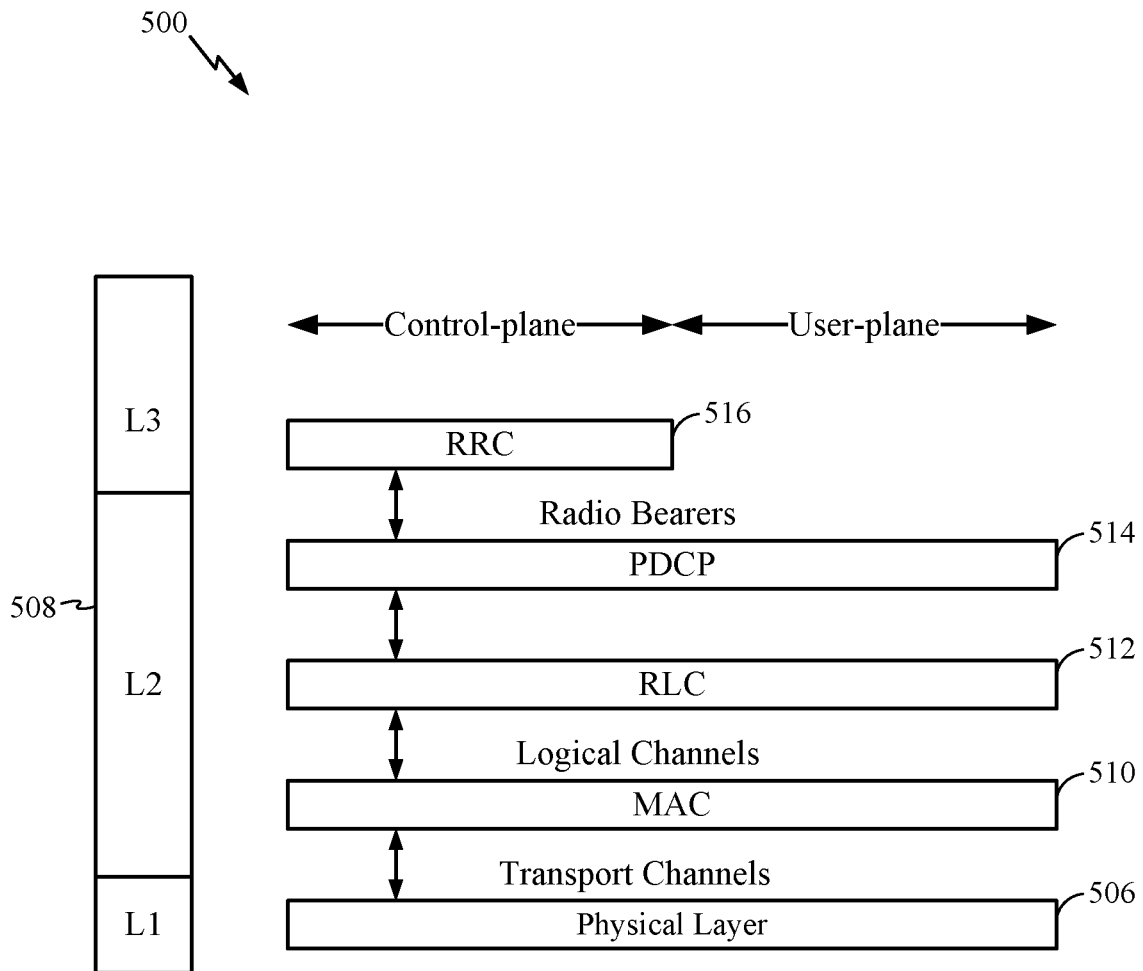 500
Control-plane User-plane
L3
RRC
516
Radio Bearers
PDCP
514
508
L2
RLC
512
Logical Channels
MAC
510
Transport Channels
Physical Layer
506
L1